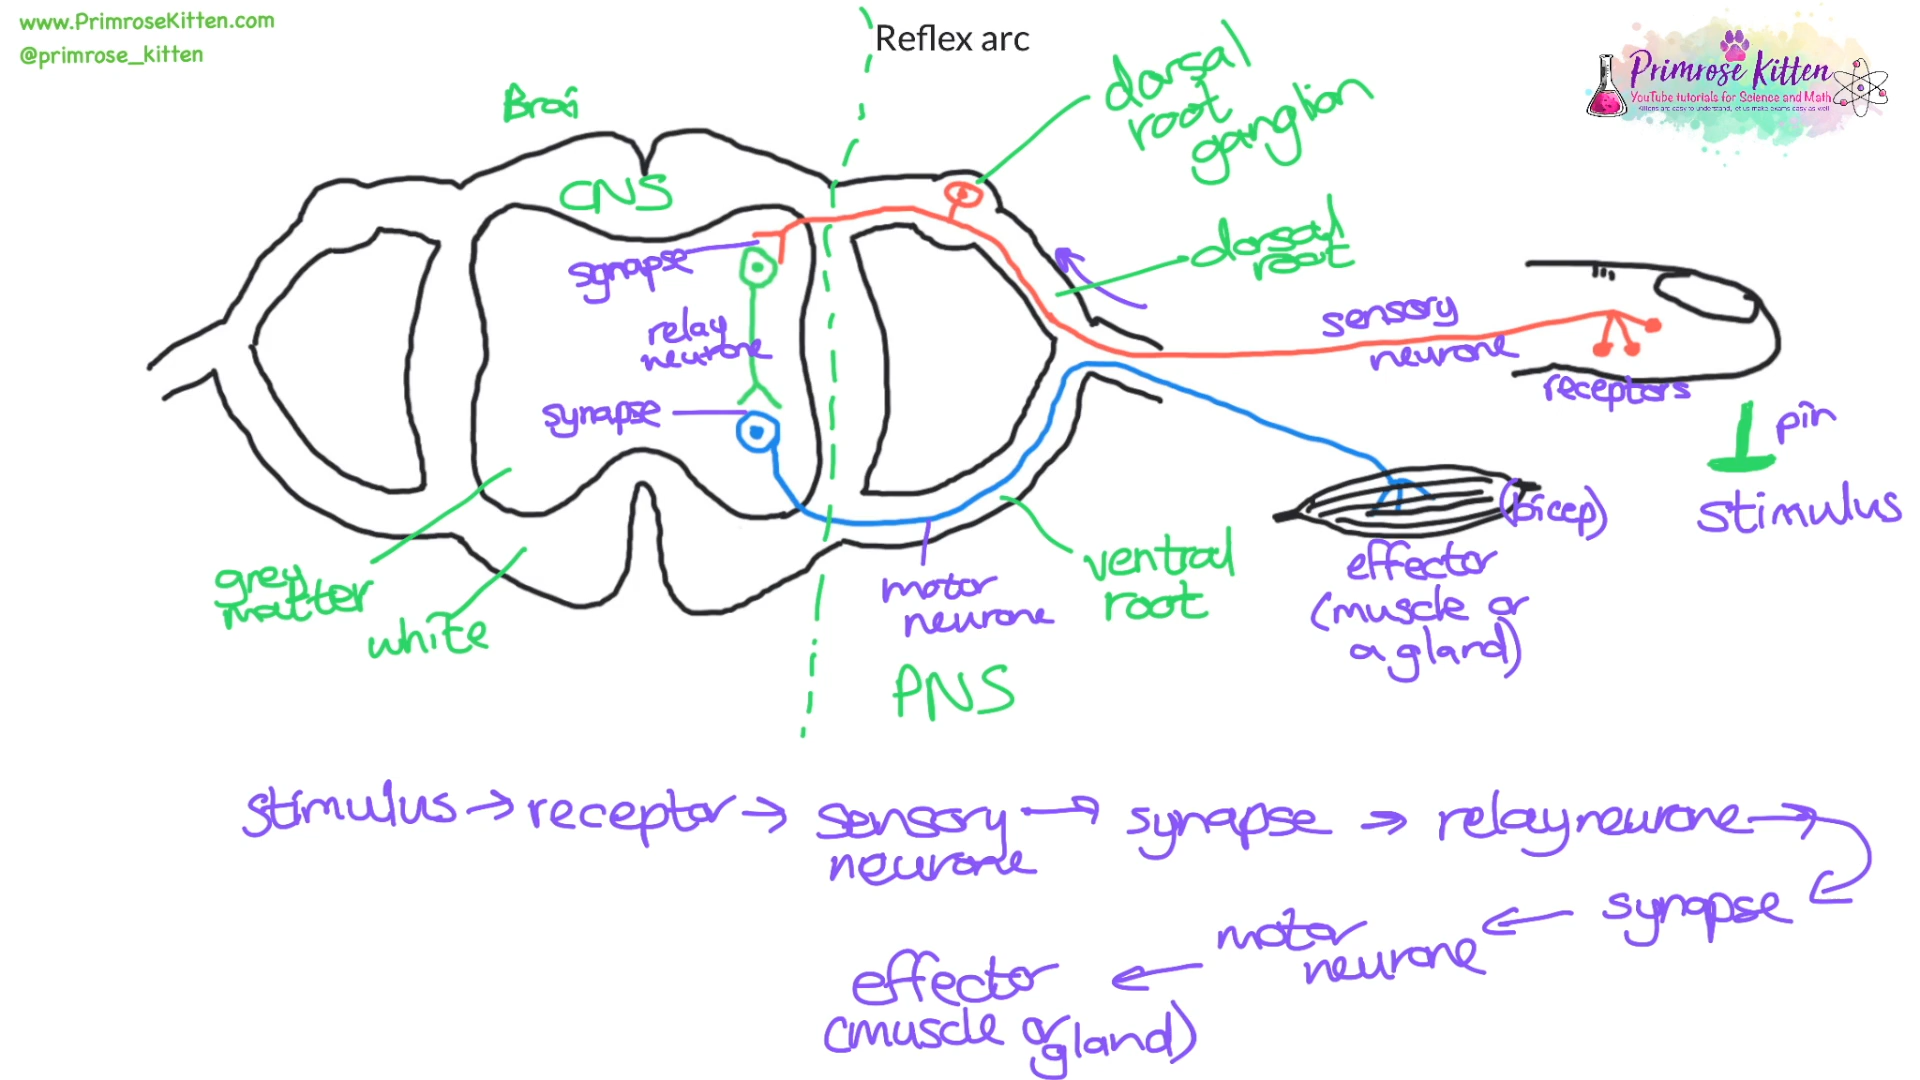 www.PrimroseKitten.com
@primrose_kitten
Reflex arc
Primrose Kitten
YouTube tutorials for Science and Math
Brai
CNS
dorsal
root
ganglion
dorsal
root
synapse
relay
neurone
synapse
sensory
neurone
receptors
pin
stimulus
(bicep)
effector
(muscle or
a gland)
grey
matter
white
motor
neurone
ventral
root
PNS
stimulus → receptor → sensory neurone → synapse → relay neurone →
synapse
← motor neurone ←
effector
(muscle or gland)